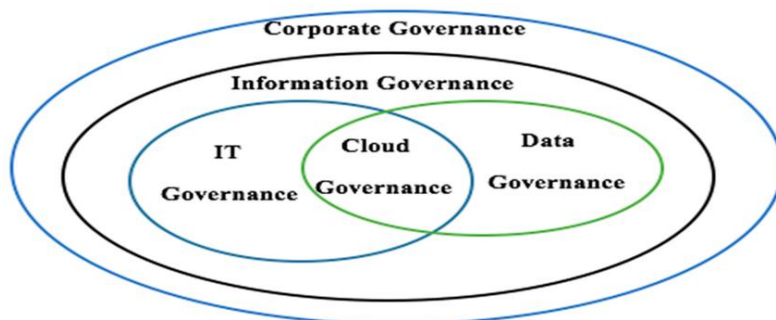 Corporate Governance
Information Governance
IT
Governance
Cloud
Governance
Data
Governance